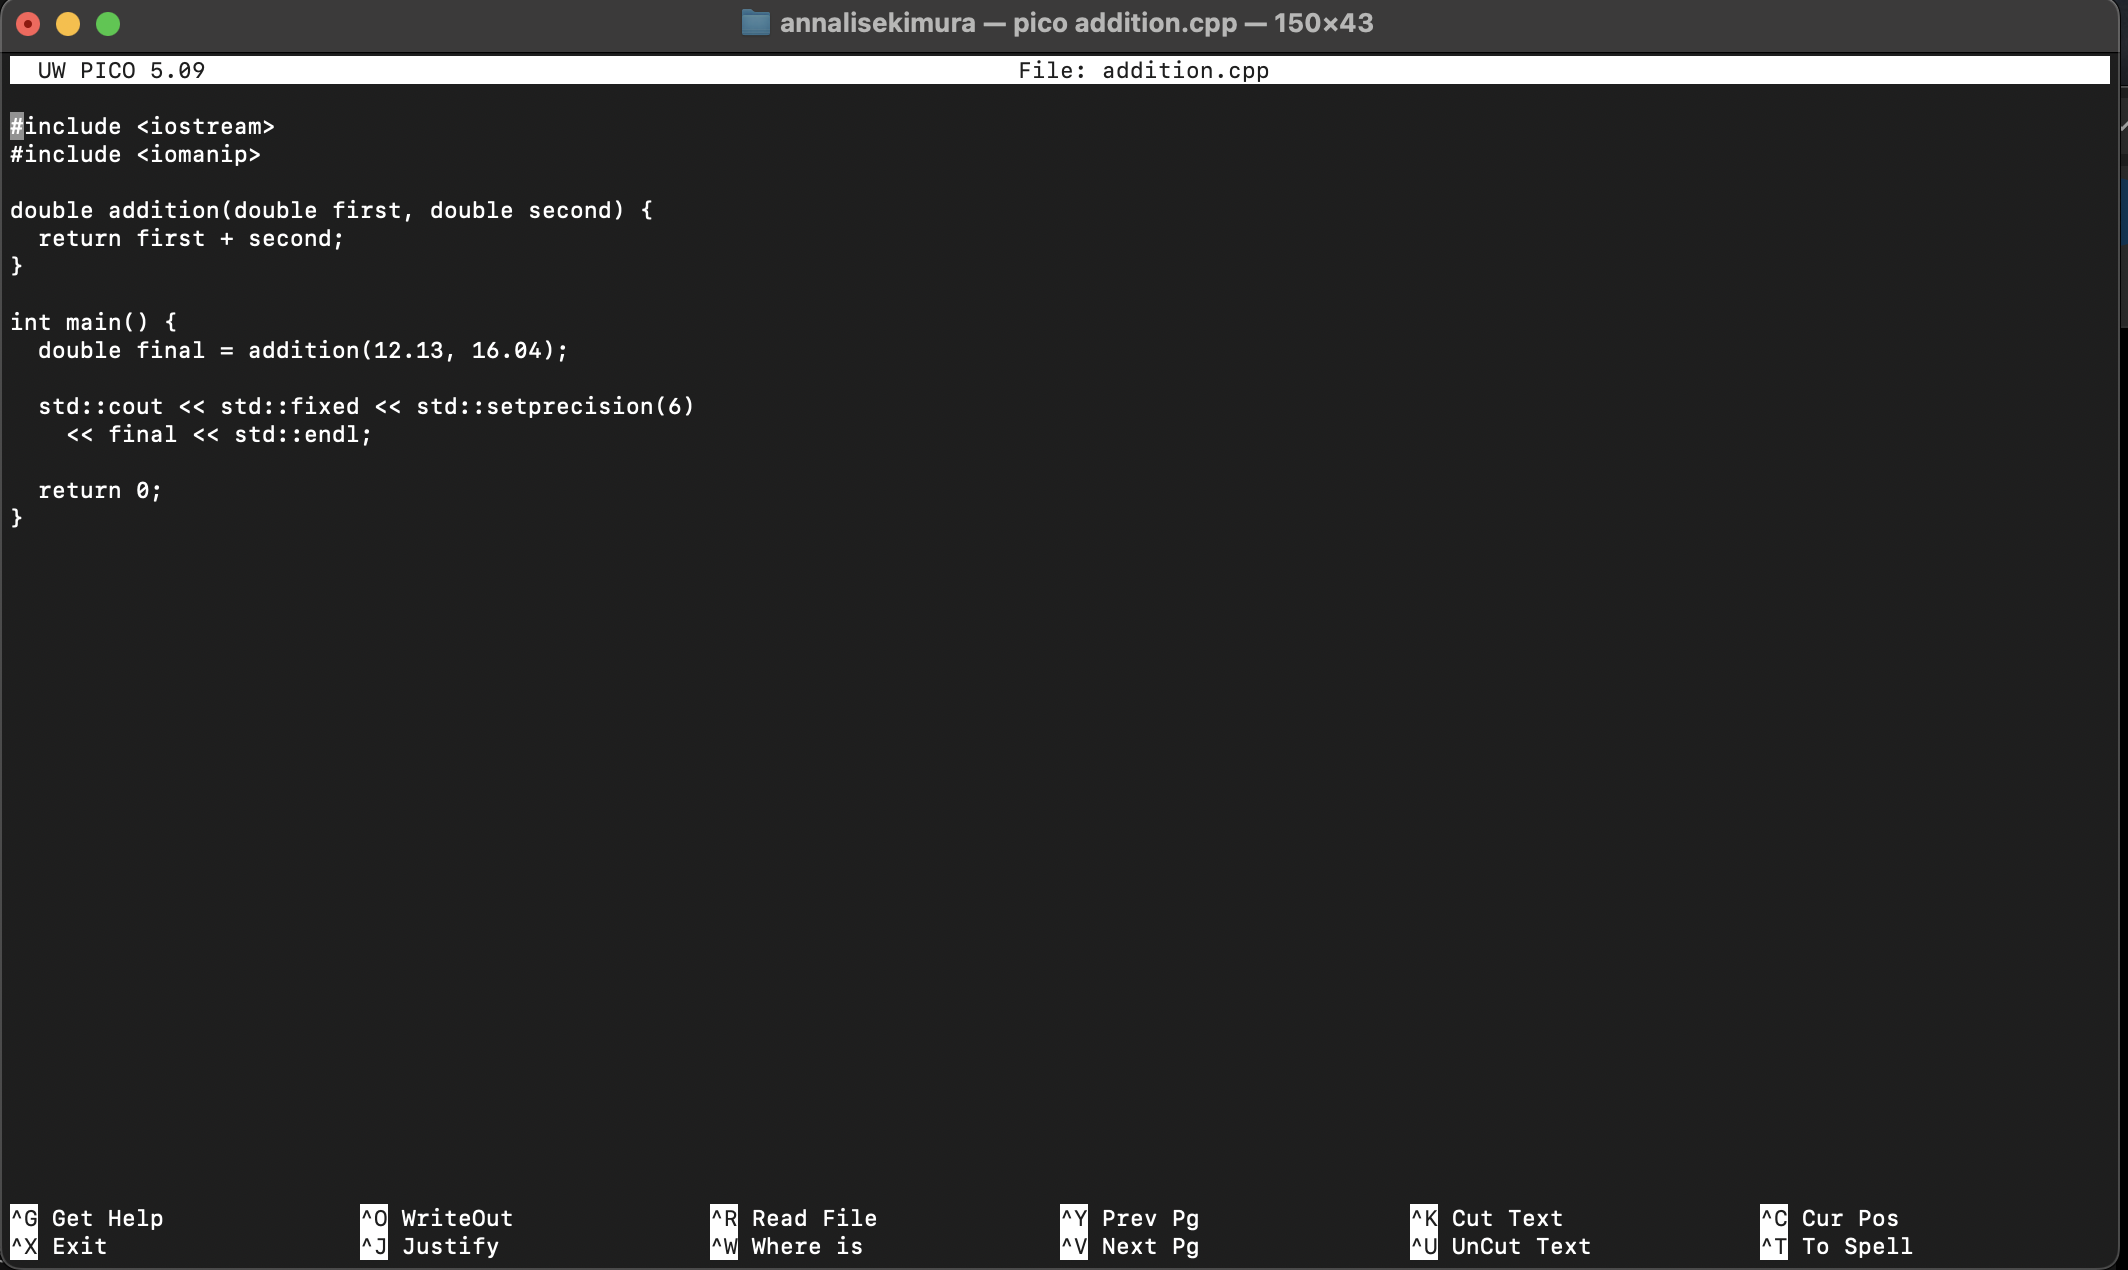 annalisekimura — pico addition.cpp — 150×43
UW PICO 5.09 File: addition.cpp
#include <iostream>
#include <iomanip>
double addition(double first, double second) {
  return first + second;
}
int main() {
  double final = addition(12.13, 16.04);
  std::cout << std::fixed << std::setprecision(6)
    << final << std::endl;
  return 0;
}
^G Get Help ^O WriteOut ^R Read File ^Y Prev Pg ^K Cut Text ^C Cur Pos
^X Exit ^J Justify ^W Where is ^V Next Pg ^U UnCut Text ^T To Spell